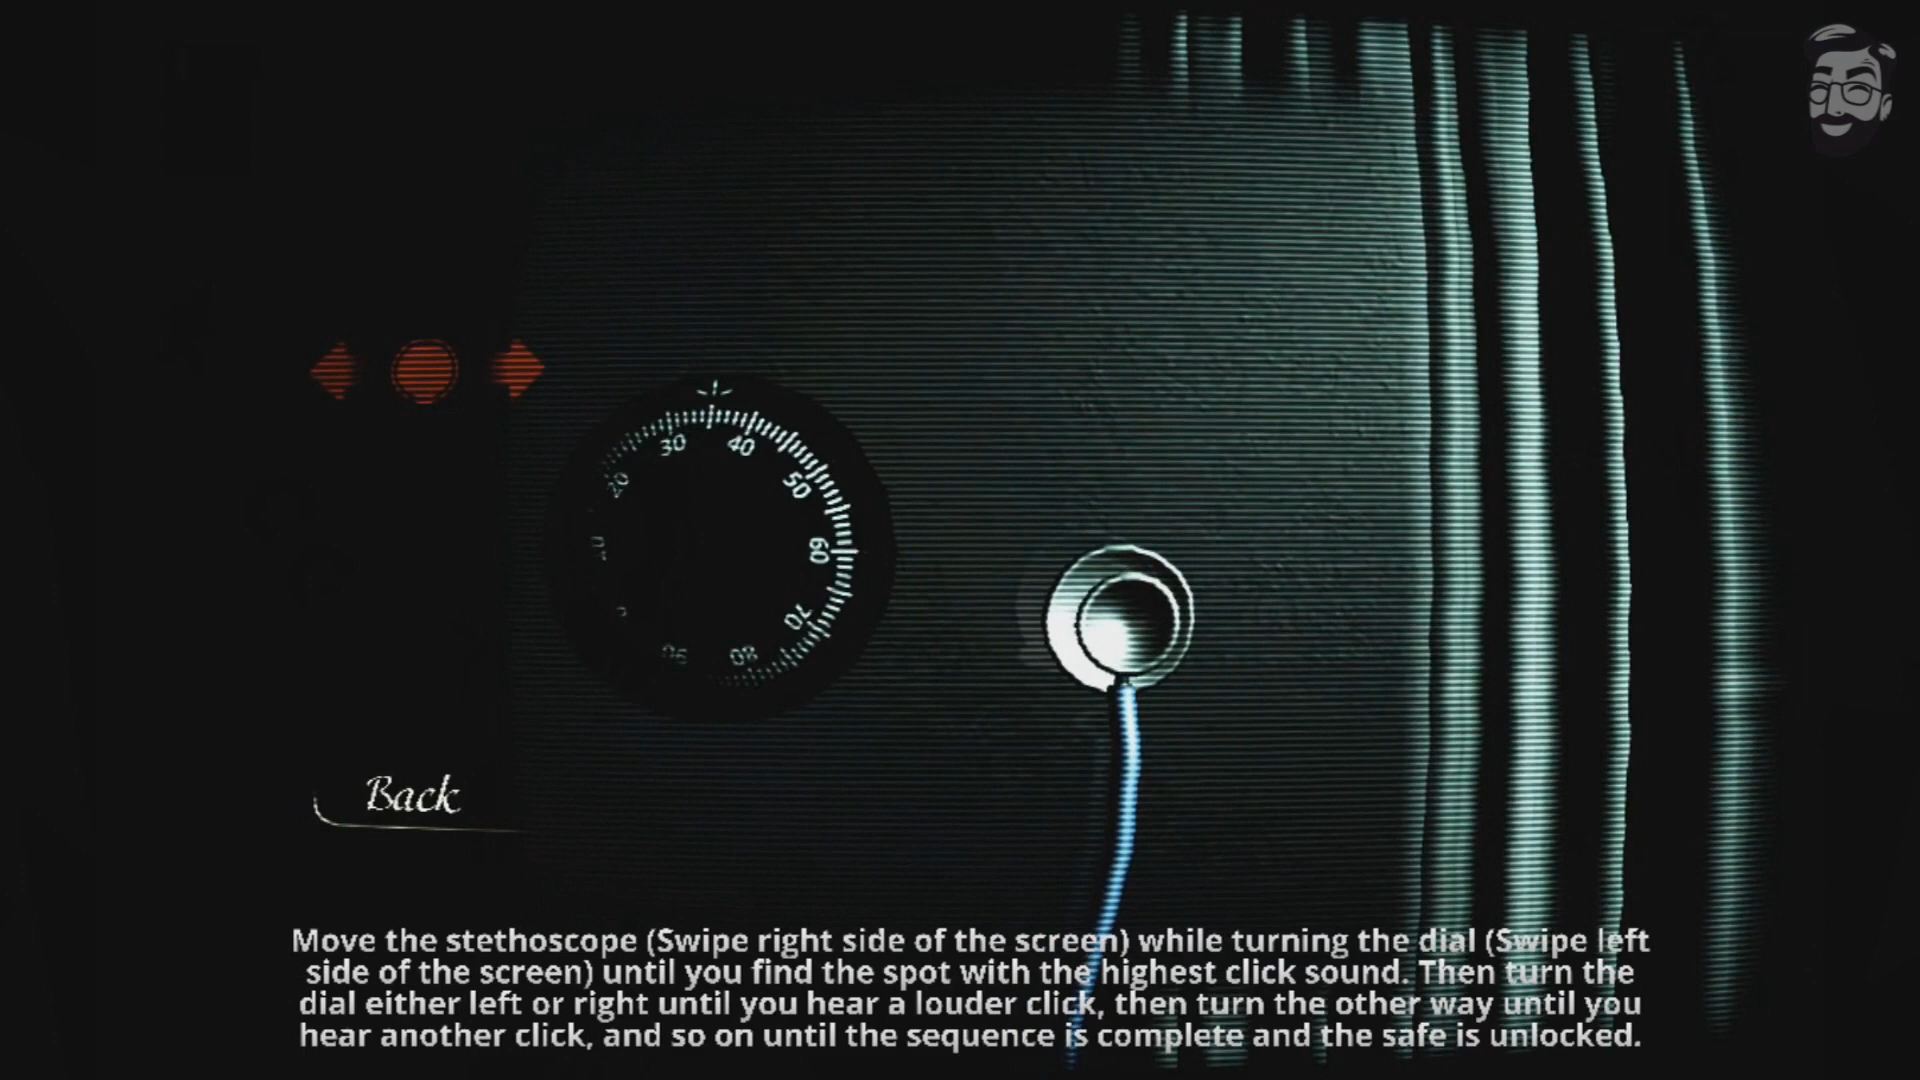 30
40
20
50
60
70
80
90
Back
Move the stethoscope (Swipe right side of the screen) while turning the dial (Swipe left
side of the screen) until you find the spot with the highest click sound. Then turn the
dial either left or right until you hear a louder click, then turn the other way until you
hear another click, and so on until the sequence is complete and the safe is unlocked.